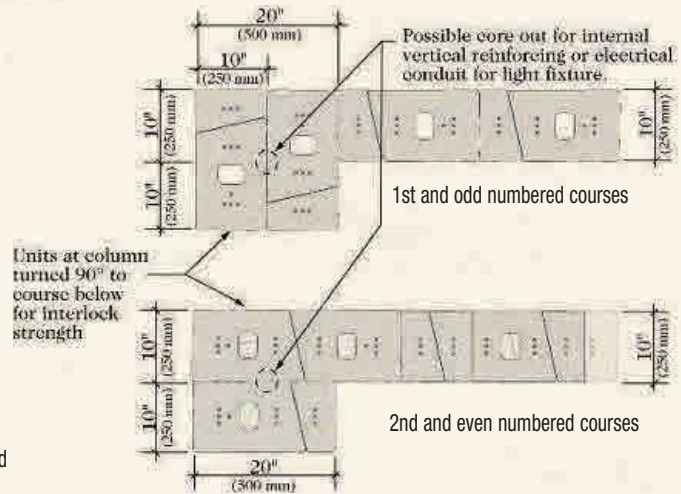 20"
(500 mm)
10"
(250 mm)
Possible core out for internal
vertical reinforcing or electrical
conduit for light fixture.
10"
(250 mm)
10"
(250 mm)
10"
(250 mm)
1st and odd numbered courses
Units at column
turned 90° to
course below
for interlock
strength
10"
(250 mm)
10"
(250 mm)
10"
(250 mm)
2nd and even numbered courses
20"
(500 mm)